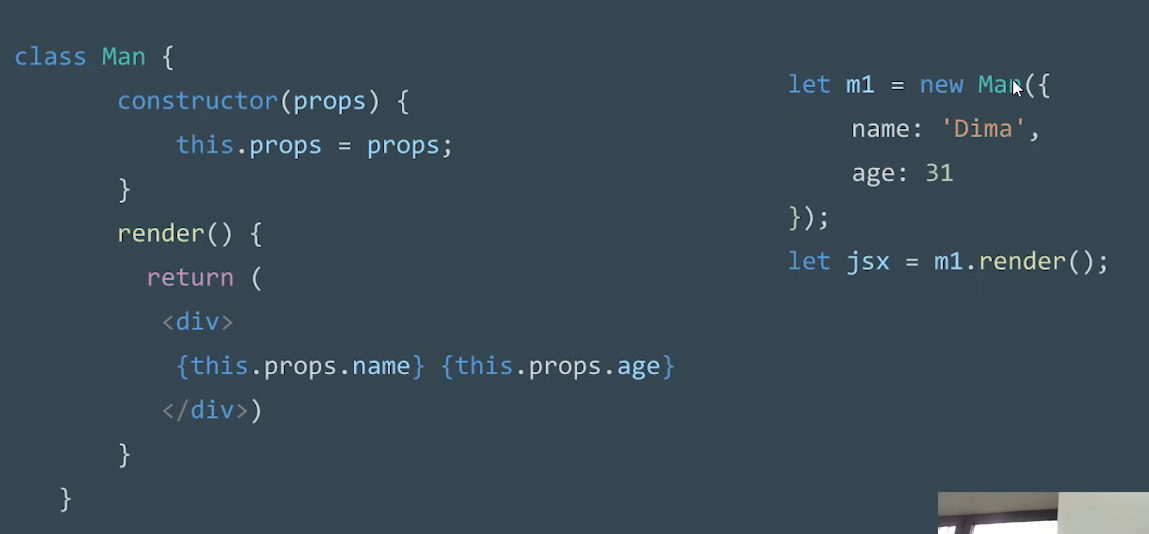 class Man {
constructor(props) {
this.props = props;
}
render() {
return (
<div>
{this.props.name} {this.props.age}
</div>)
}
}
let m1 = new Man({
name: 'Dima',
age: 31
});
let jsx = m1.render();